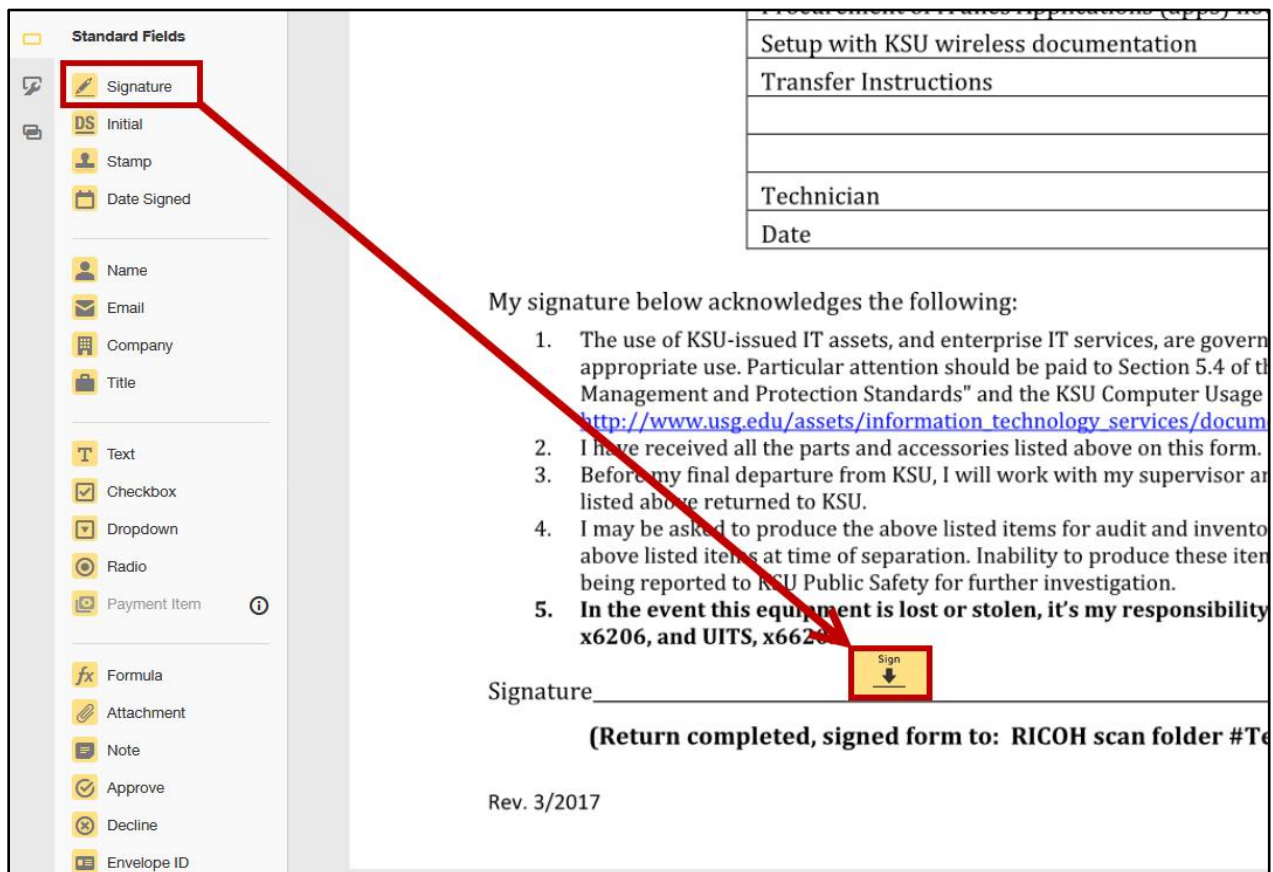 Standard Fields
Signature
DS Initial
Stamp
Date Signed
Name
Email
Company
Title
T Text
Checkbox
Dropdown
Radio
Payment Item
fx Formula
Attachment
Note
Approve
Decline
Envelope ID
Setup with KSU wireless documentation
Transfer Instructions
Technician
Date
My signature below acknowledges the following:
1. The use of KSU-issued IT assets, and enterprise IT services, are govern
appropriate use. Particular attention should be paid to Section 5.4 of th
Management and Protection Standards" and the KSU Computer Usage
http://www.usg.edu/assets/information_technology_services/docum
2. I have received all the parts and accessories listed above on this form.
3. Before my final departure from KSU, I will work with my supervisor an
listed above returned to KSU.
4. I may be asked to produce the above listed items for audit and invento
above listed items at time of separation. Inability to produce these item
being reported to KSU Public Safety for further investigation.
5. In the event this equipment is lost or stolen, it's my responsibility
x6206, and UITS, x6620
Sign
Signature
(Return completed, signed form to: RICOH scan folder #Te
Rev. 3/2017